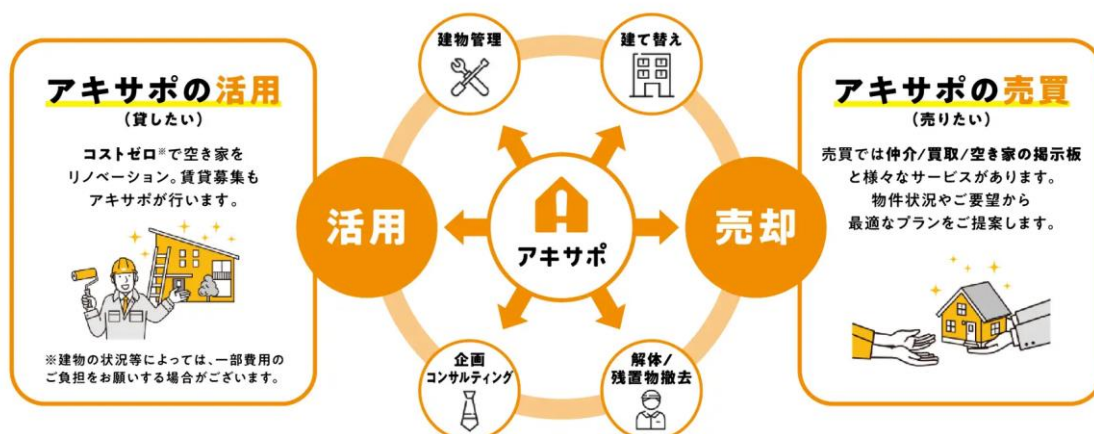 アキサポの活用
(貸したい)
コストゼロ※で空き家を
リノベーション。賃貸募集も
アキサポが行います。
※建物の状況等によっては、一部費用の
ご負担をお願いする場合がございます。
建物管理
建て替え
活用
アキサポ
売却
企画
コンサルティング
解体/
残置物撤去
アキサポの売買
(売りたい)
売買では仲介/買取/空き家の掲示板
と様々なサービスがあります。
物件状況やご要望から
最適なプランをご提案します。